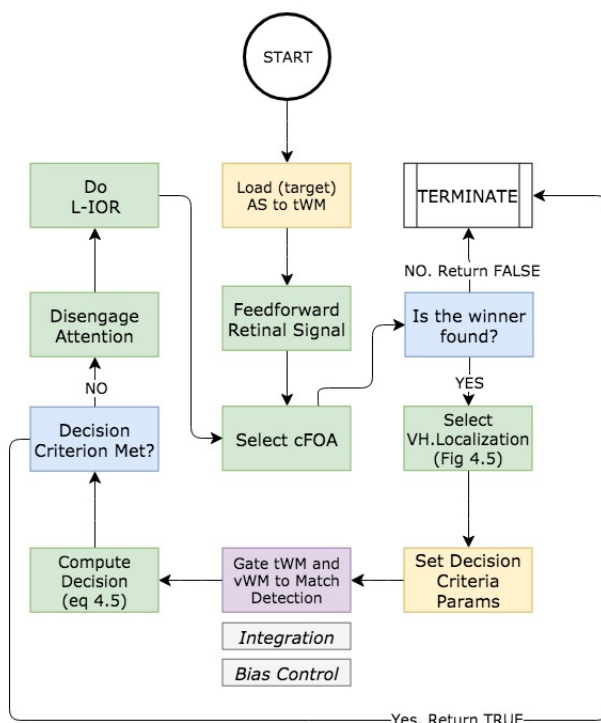 START
Do
L-IOR
Load (target)
AS to tWM
TERMINATE
NO. Return FALSE
Disengage
Attention
Feedforward
Retinal Signal
Is the winner
found?
NO
YES
Decision
Criterion Met?
Select cFOA
Select
VH.Localization
(Fig 4.5)
Compute
Decision
(eq 4.5)
Gate tWM and
vWM to Match
Detection
Set Decision
Criteria
Params
Integration
Bias Control
Yes. Return TRUE